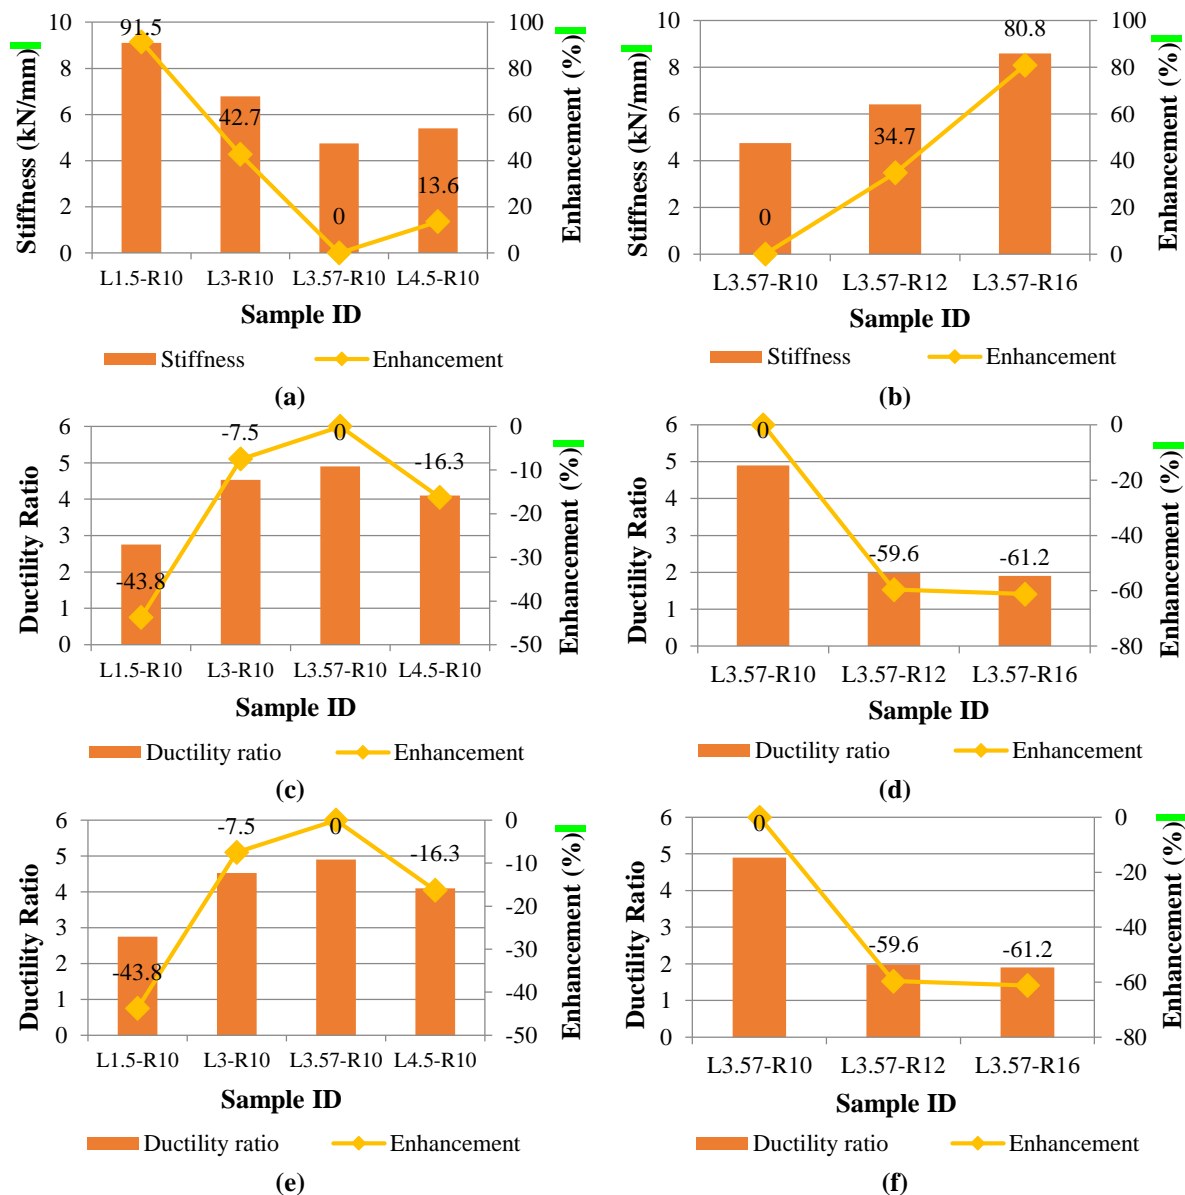 10
8
6
4
2
0
Stiffness (kN/mm)
91.5
42.7
0
13.6
100
80
60
40
20
0
Enhancement (%)
L1.5-R10 L3-R10 L3.57-R10 L4.5-R10
Sample ID
Stiffness Enhancement
(a)
10
8
6
4
2
0
Stiffness (kN/mm)
0
34.7
80.8
100
80
60
40
20
0
Enhancement (%)
L3.57-R10 L3.57-R12 L3.57-R16
Sample ID
Stiffness Enhancement
(b)
6
5
4
3
2
1
0
Ductility Ratio
-43.8
-7.5
0
-16.3
0
-10
-20
-30
-40
-50
Enhancement (%)
L1.5-R10 L3-R10 L3.57-R10 L4.5-R10
Sample ID
Ductility ratio Enhancement
(c)
6
5
4
3
2
1
0
Ductility Ratio
0
-59.6
-61.2
0
-20
-40
-60
-80
Enhancement (%)
L3.57-R10 L3.57-R12 L3.57-R16
Sample ID
Ductility ratio Enhancement
(d)
6
5
4
3
2
1
0
Ductility Ratio
-43.8
-7.5
0
-16.3
0
-10
-20
-30
-40
-50
Enhancement (%)
L1.5-R10 L3-R10 L3.57-R10 L4.5-R10
Sample ID
Ductility ratio Enhancement
(e)
6
5
4
3
2
1
0
Ductility Ratio
0
-59.6
-61.2
0
-20
-40
-60
-80
Enhancement (%)
L3.57-R10 L3.57-R12 L3.57-R16
Sample ID
Ductility ratio Enhancement
(f)